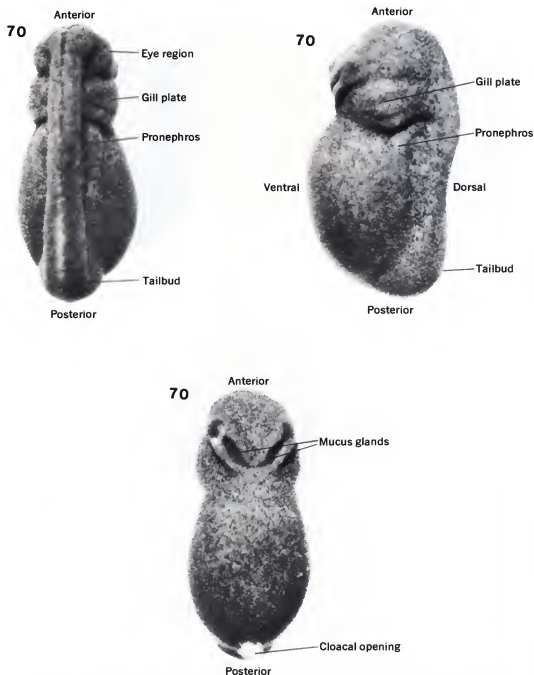 Anterior
70
Eye region
Gill plate
Pronephros
Tailbud
Posterior
Anterior
70
Gill plate
Pronephros
Ventral
Dorsal
Tailbud
Posterior
Anterior
70
Mucus glands
Cloacal opening
Posterior